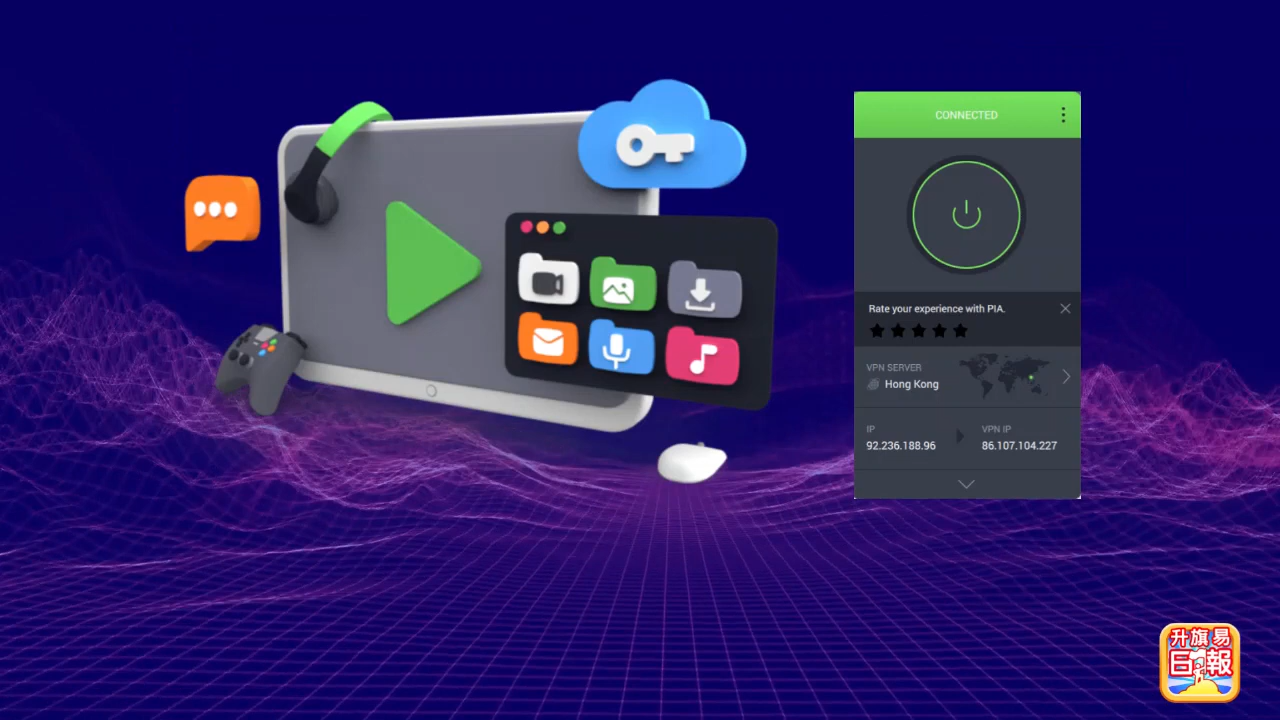 CONNECTED
Rate your experience with PIA.
VPN SERVER
Hong Kong
IP
92.236.188.96
VPN IP
86.107.104.227
升旗易
日報